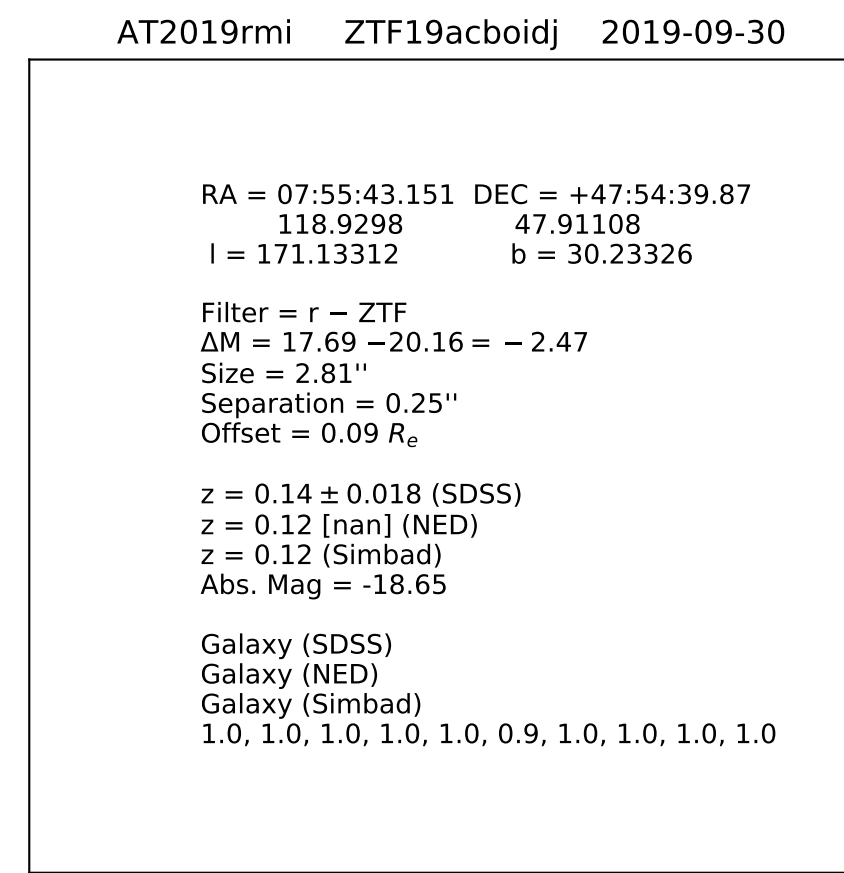 AT2019rmi ZTF19acboidj 2019-09-30
RA = 07:55:43.151 DEC = +47:54:39.87
118.9298 47.91108
l = 171.13312 b = 30.23326
Filter = r − ZTF
ΔM = 17.69 −20.16 = − 2.47
Size = 2.81''
Separation = 0.25''
Offset = 0.09 Rₑ
z = 0.14 ± 0.018 (SDSS)
z = 0.12 [nan] (NED)
z = 0.12 (Simbad)
Abs. Mag = -18.65
Galaxy (SDSS)
Galaxy (NED)
Galaxy (Simbad)
1.0, 1.0, 1.0, 1.0, 1.0, 0.9, 1.0, 1.0, 1.0, 1.0